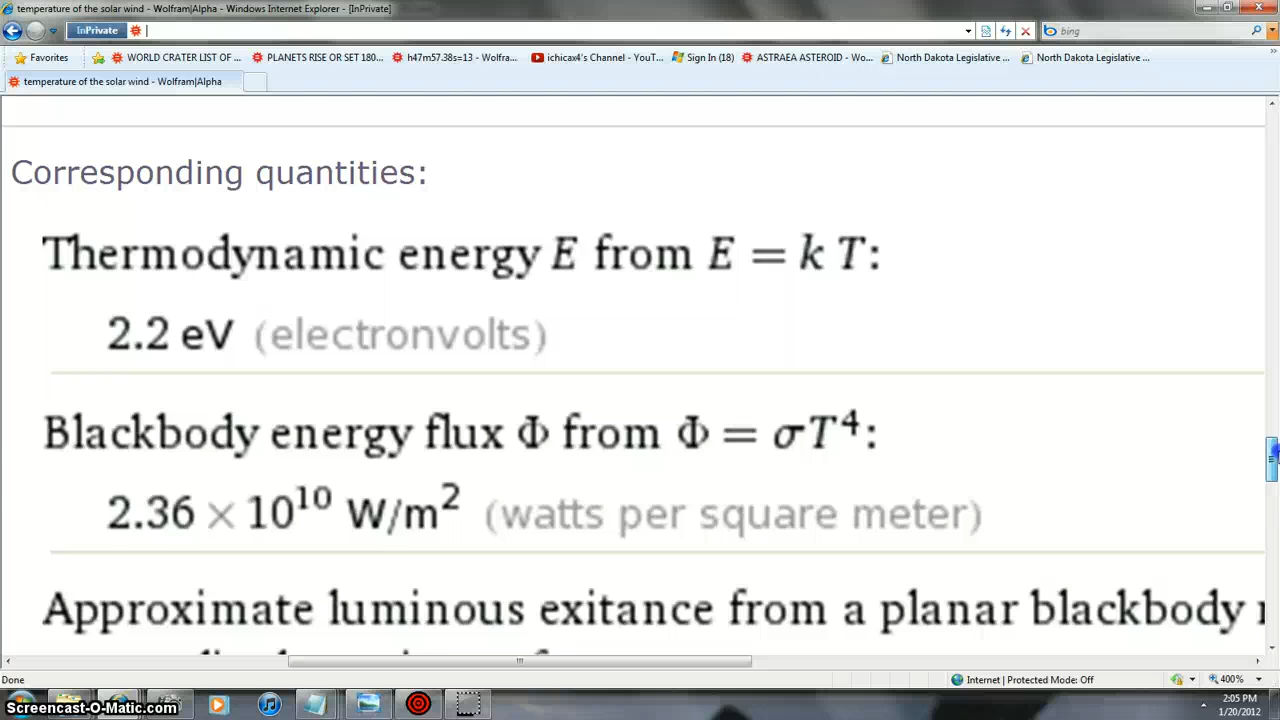 temperature of the solar wind - Wolfram|Alpha - Windows Internet Explorer - [InPrivate]
InPrivate
bing
Favorites
WORLD CRATER LIST OF ...
PLANETS RISE OR SET 180...
h47m57.38s=13 - Wolfra...
ichicax4's Channel - YouT...
Sign In (18)
ASTRAEA ASTEROID - Wo...
North Dakota Legislative ...
North Dakota Legislative ...
temperature of the solar wind - Wolfram|Alpha
Corresponding quantities:
Thermodynamic energy E from E = k T:
2.2 eV (electronvolts)
Blackbody energy flux Φ from Φ = σT⁴:
2.36 × 10¹⁰ W/m² (watts per square meter)
Approximate luminous exitance from a planar blackbody
Done
Internet | Protected Mode: Off
400%
Screencast-O-Matic.com
2:05 PM
1/20/2012